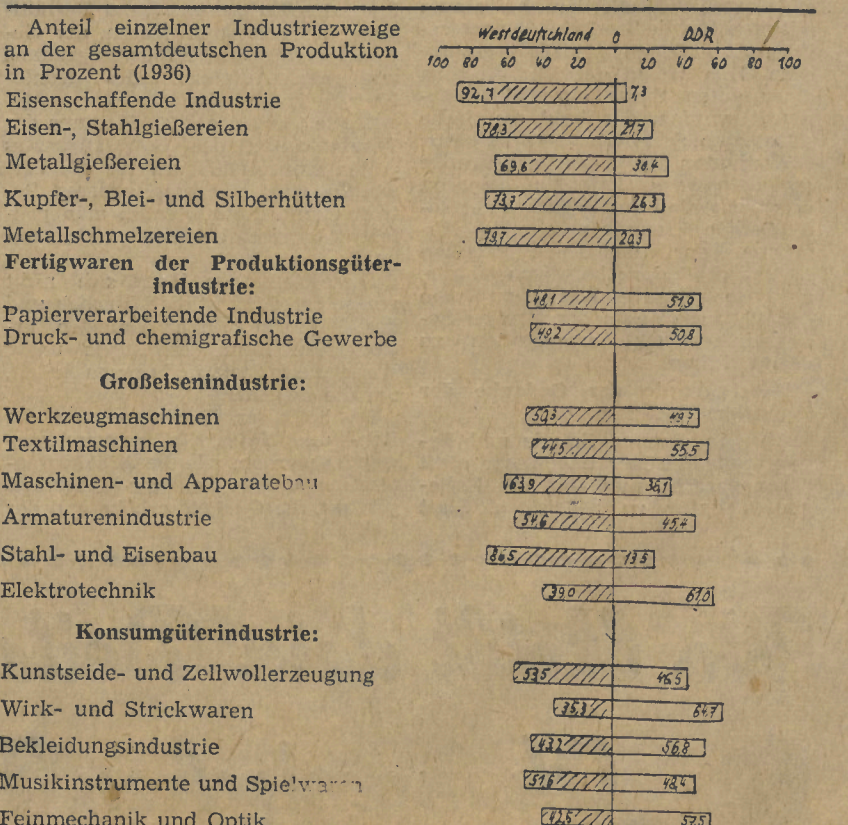 Anteil einzelner Industriezweige
an der gesamtdeutschen Produktion
in Prozent (1936)
Westdeutschland 0 DDR
100 80 60 40 20 20 40 60 80 100
Eisenschaffende Industrie 92,7 7,3
Eisen-, Stahlgießereien 78,3 21,7
Metallgießereien 69,6 30,4
Kupfer-, Blei- und Silberhütten 73,7 26,3
Metallschmelzereien 79,7 20,3
Fertigwaren der Produktionsgüter-
industrie:
Papierverarbeitende Industrie 48,1 51,9
Druck- und chemigrafische Gewerbe 49,2 50,8
Großeisenindustrie:
Werkzeugmaschinen 50,3 49,7
Textilmaschinen 44,5 55,5
Maschinen- und Apparatebau 63,9 36,1
Armaturenindustrie 54,6 45,4
Stahl- und Eisenbau 86,5 13,5
Elektrotechnik 39,0 61,0
Konsumgüterindustrie:
Kunstseide- und Zellwollerzeugung 53,5 46,5
Wirk- und Strickwaren 35,3 64,7
Bekleidungsindustrie 43,2 56,8
Musikinstrumente und Spielwaren 51,6 48,4
Feinmechanik und Optik 42,5 57,5